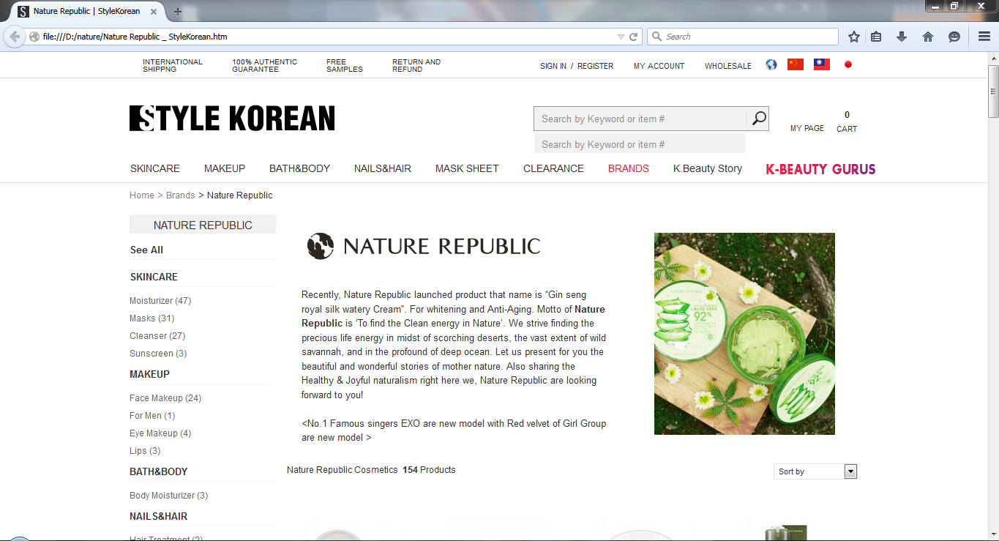 Nature Republic | StyleKorean
file:///D:/nature/Nature Republic _ StyleKorean.htm
Search
INTERNATIONAL
SHIPPNG
100% AUTHENTIC
GUARANTEE
FREE
SAMPLES
RETURN AND
REFUND
SIGN IN / REGISTER
MY ACCOUNT
WHOLESALE
STYLE KOREAN
Search by Keyword or item #
Search by Keyword or item #
MY PAGE
0
CART
SKINCARE
MAKEUP
BATH&BODY
NAILS&HAIR
MASK SHEET
CLEARANCE
BRANDS
K.Beauty Story
K-BEAUTY GURUS
Home > Brands > Nature Republic
NATURE REPUBLIC
See All
SKINCARE
Moisturizer (47)
Masks (31)
Cleanser (27)
Sunscreen (3)
MAKEUP
Face Makeup (24)
For Men (1)
Eye Makeup (4)
Lips (3)
BATH&BODY
Body Moisturizer (3)
NAILS&HAIR
Hair Treatment (2)
NATURE REPUBLIC
Recently, Nature Republic launched product that name is “Gin seng
royal silk watery Cream”. For whitening and Anti-Aging. Motto of Nature
Republic is ‘To find the Clean energy in Nature’. We strive finding the
precious life energy in midst of scorching deserts, the vast extent of wild
savannah, and in the profound of deep ocean. Let us present for you the
beautiful and wonderful stories of mother nature. Also sharing the
Healthy & Joyful naturalism right here we, Nature Republic are looking
forward to you!
<No.1 Famous singers EXO are new model with Red velvet of Girl Group
are new model >
NATURE REPUBLIC
ALOE VERA
92%
ALOE VERA
92%
Nature Republic Cosmetics 154 Products
Sort by